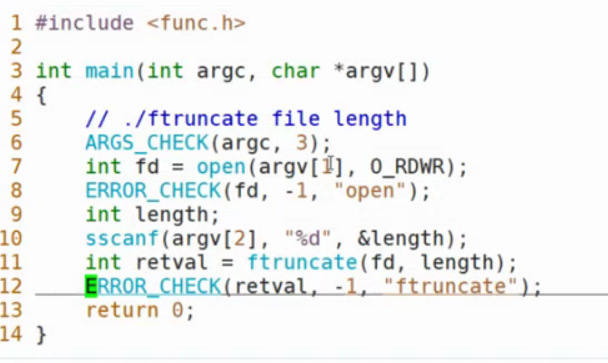 1 #include <func.h>
2
3 int main(int argc, char *argv[])
4 {
5     // ./ftruncate file length
6     ARGS_CHECK(argc, 3);
7     int fd = open(argv[1], O_RDWR);
8     ERROR_CHECK(fd, -1, "open");
9     int length;
10     sscanf(argv[2], "%d", &length);
11     int retval = ftruncate(fd, length);
12     ERROR_CHECK(retval, -1, "ftruncate");
13     return 0;
14 }